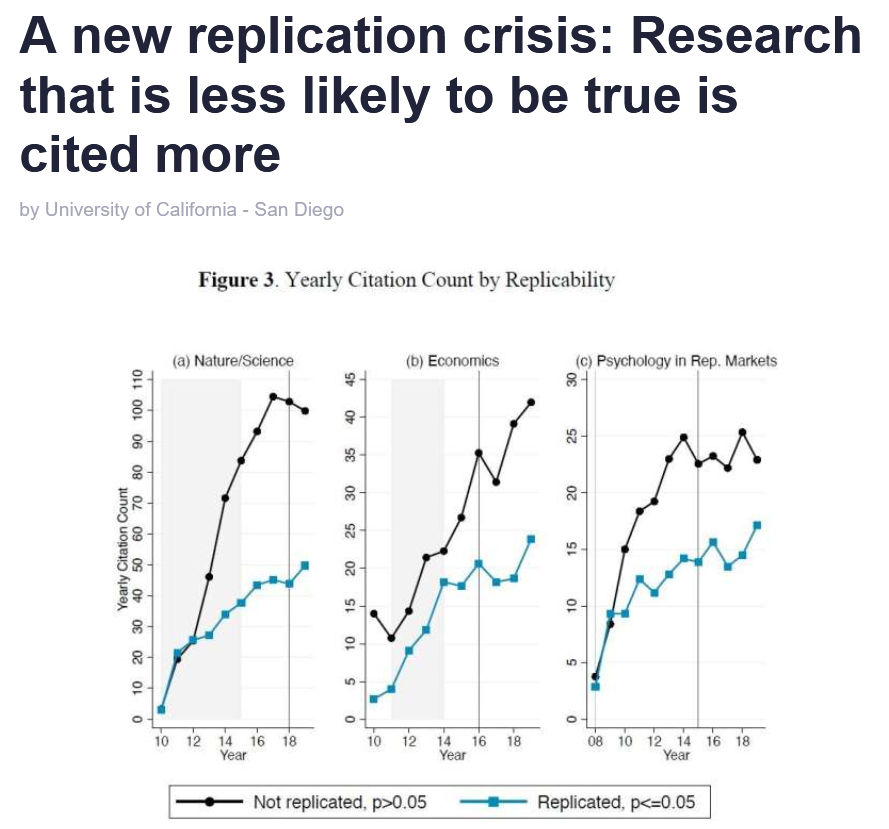 A new replication crisis: Research
that is less likely to be true is
cited more
by University of California - San Diego
Figure 3. Yearly Citation Count by Replicability
(a) Nature/Science
(b) Economics
(c) Psychology in Rep. Markets
Yearly Citation Count
110
100
90
80
70
60
50
40
30
20
10
0
10 12 14 16 18
Year
45
40
35
30
25
20
15
10
5
0
10 12 14 16 18
Year
30
25
20
15
10
5
0
08 10 12 14 16 18
Year
Not replicated, p>0.05
Replicated, p<=0.05